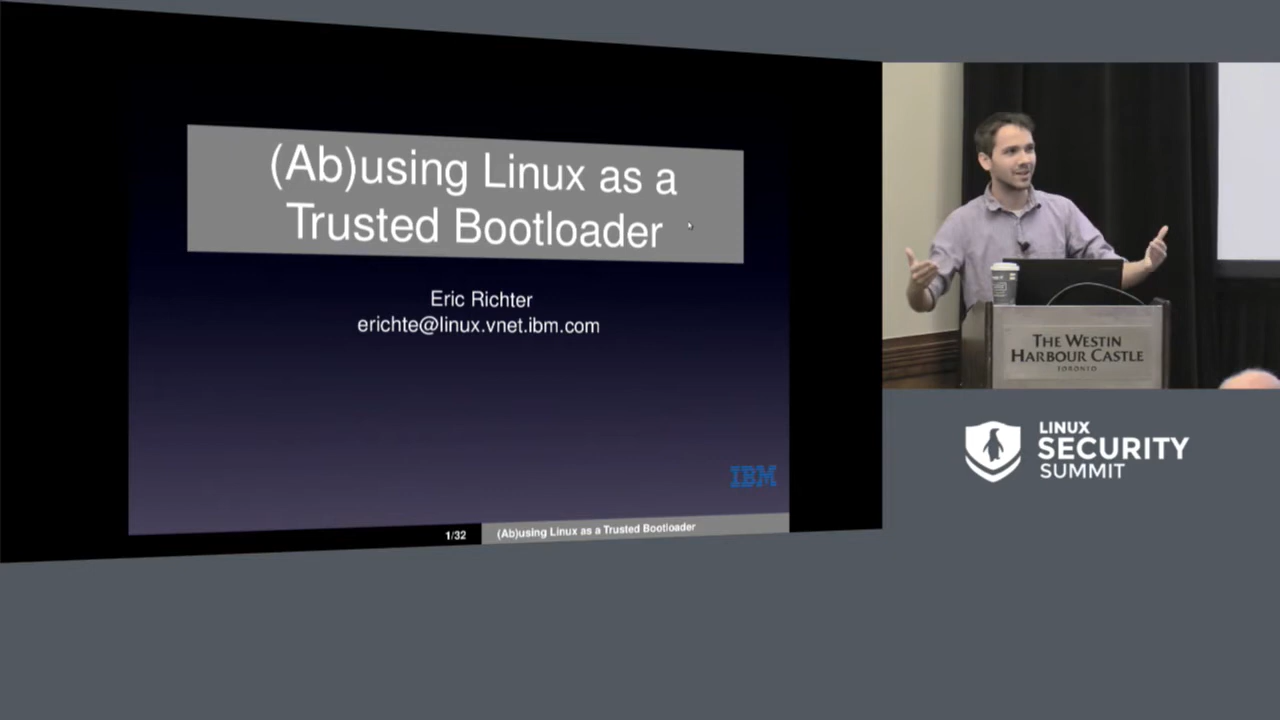 (Ab)using Linux as a
Trusted Bootloader
Eric Richter
erichte@linux.vnet.ibm.com
IBM
1/32
(Ab)using Linux as a Trusted Bootloader
THE WESTIN
HARBOUR CASTLE
TORONTO
LINUX
SECURITY
SUMMIT